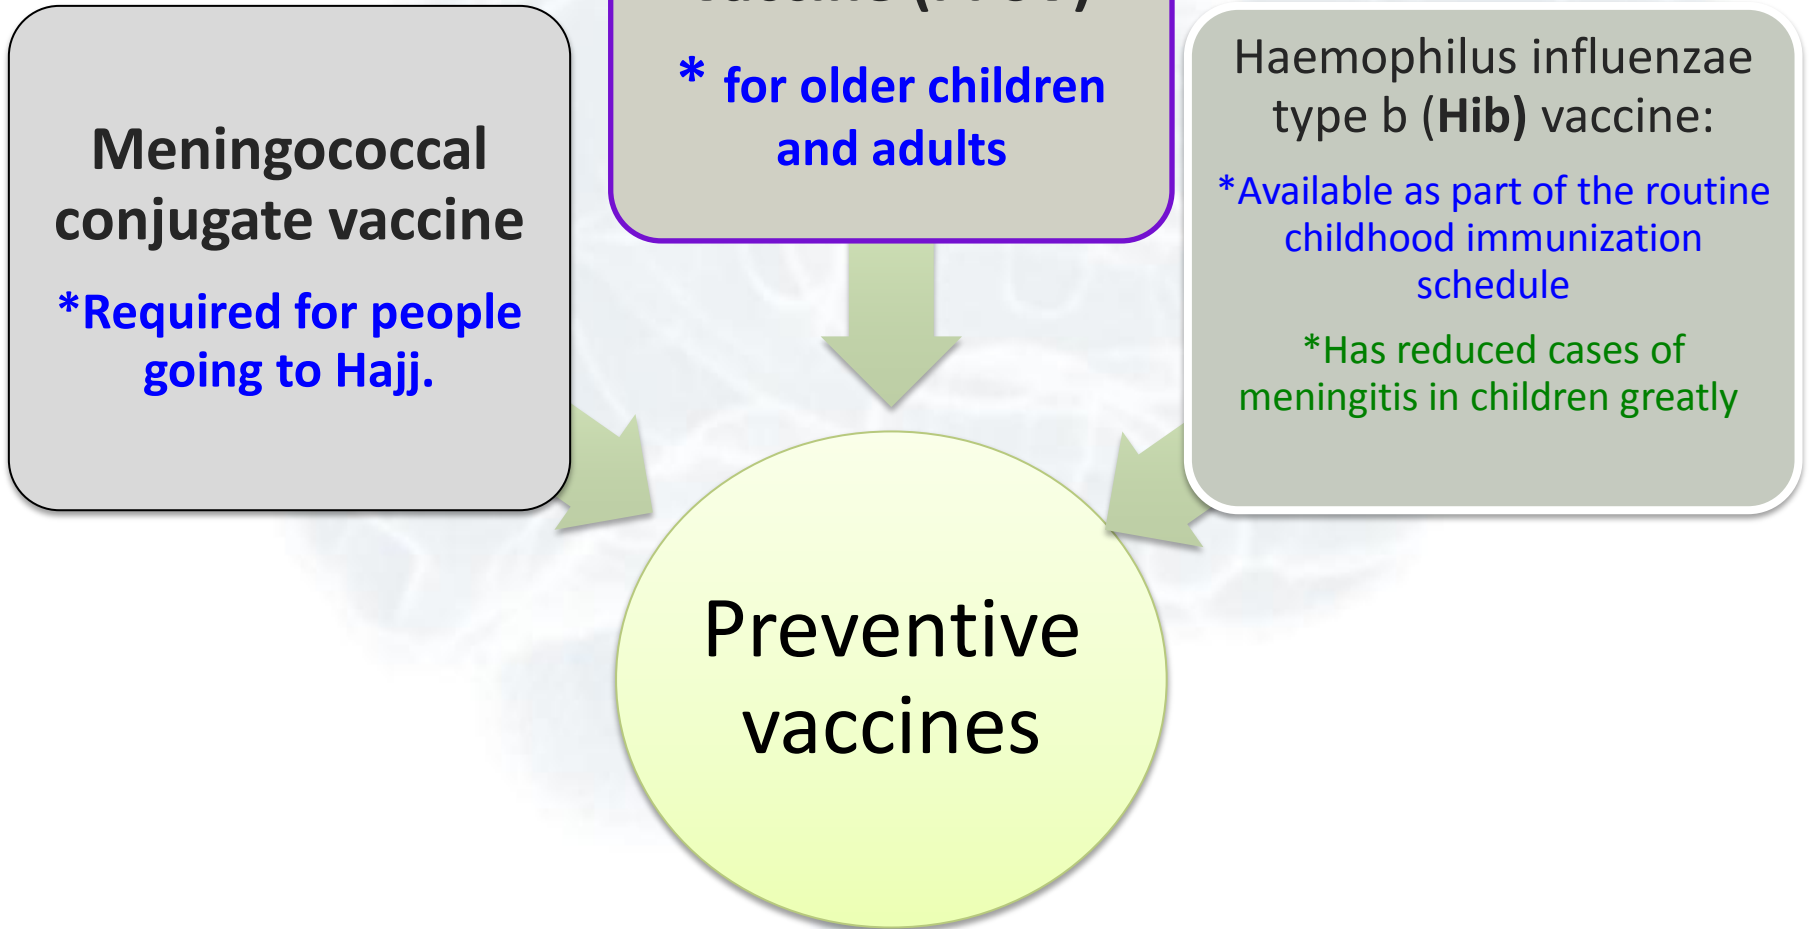 Meningococcal
conjugate vaccine
*Required for people
going to Hajj.
* for older children
and adults
Haemophilus influenzae
type b (Hib) vaccine:
*Available as part of the routine
childhood immunization
schedule
*Has reduced cases of
meningitis in children greatly
Preventive
vaccines